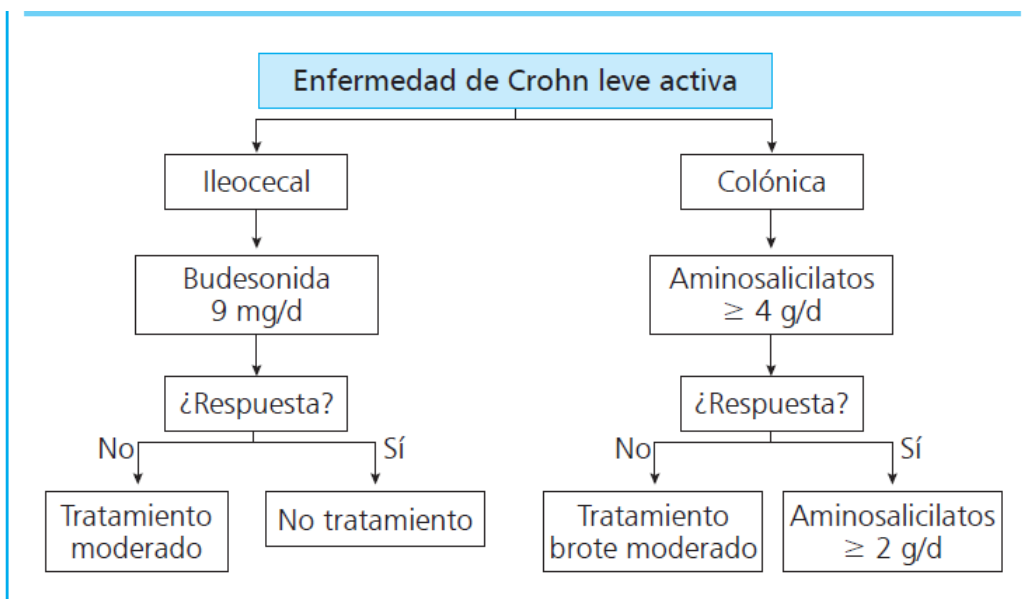 Enfermedad de Crohn leve activa
Ileocecal
Colónica
Budesonida
9 mg/d
Aminosalicilatos
≥ 4 g/d
¿Respuesta?
¿Respuesta?
No
Sí
No
Sí
Tratamiento
moderado
No tratamiento
Tratamiento
brote moderado
Aminosalicilatos
≥ 2 g/d